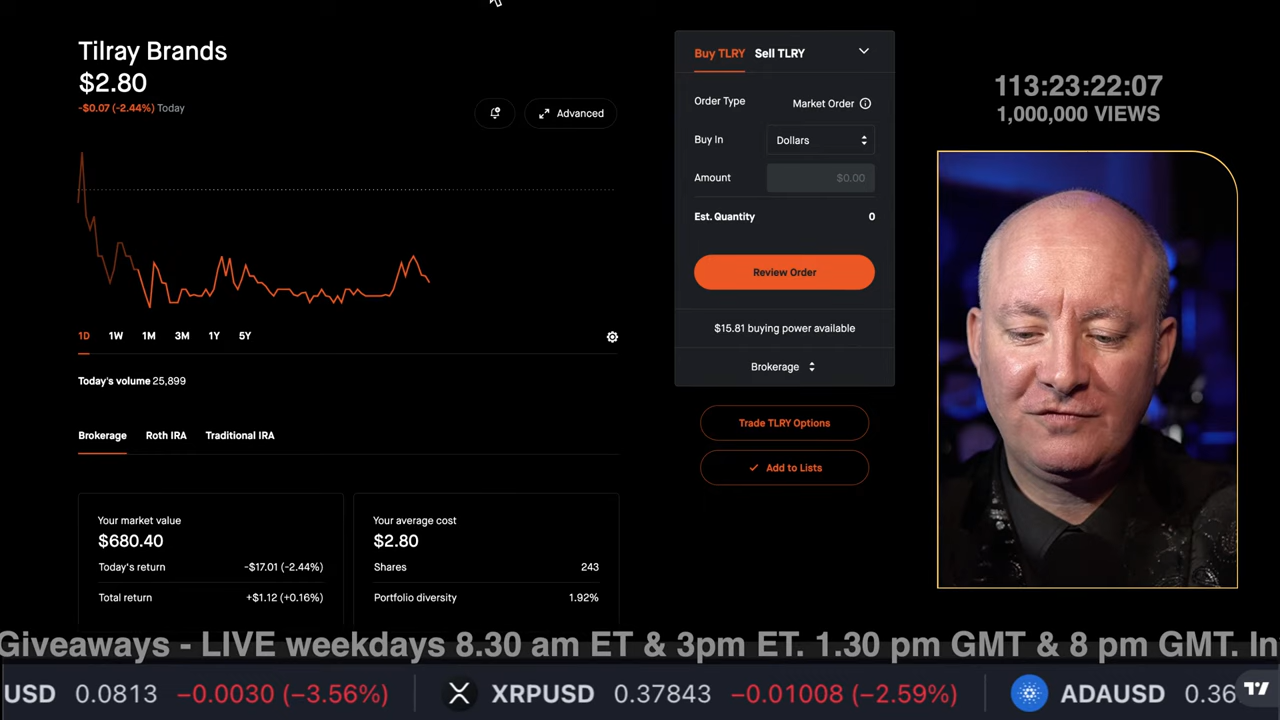 Tilray Brands
$2.80
-$0.07 (-2.44%) Today
Advanced
1D 1W 1M 3M 1Y 5Y
Today's volume 25,899
Brokerage Roth IRA Traditional IRA
Your market value
$680.40
Today's return -$17.01 (-2.44%)
Total return +$1.12 (+0.16%)
Your average cost
$2.80
Shares 243
Portfolio diversity 1.92%
Buy TLRY Sell TLRY
Order Type Market Order
Buy In Dollars
Amount $0.00
Est. Quantity 0
Review Order
$15.81 buying power available
Brokerage
Trade TLRY Options
Add to Lists
113:23:22:07
1,000,000 VIEWS
Giveaways - LIVE weekdays 8.30 am ET & 3pm ET. 1.30 pm GMT & 8 pm GMT. In
USD 0.0813 −0.0030 (−3.56%) XRPUSD 0.37843 −0.01008 (−2.59%) ADAUSD 0.36